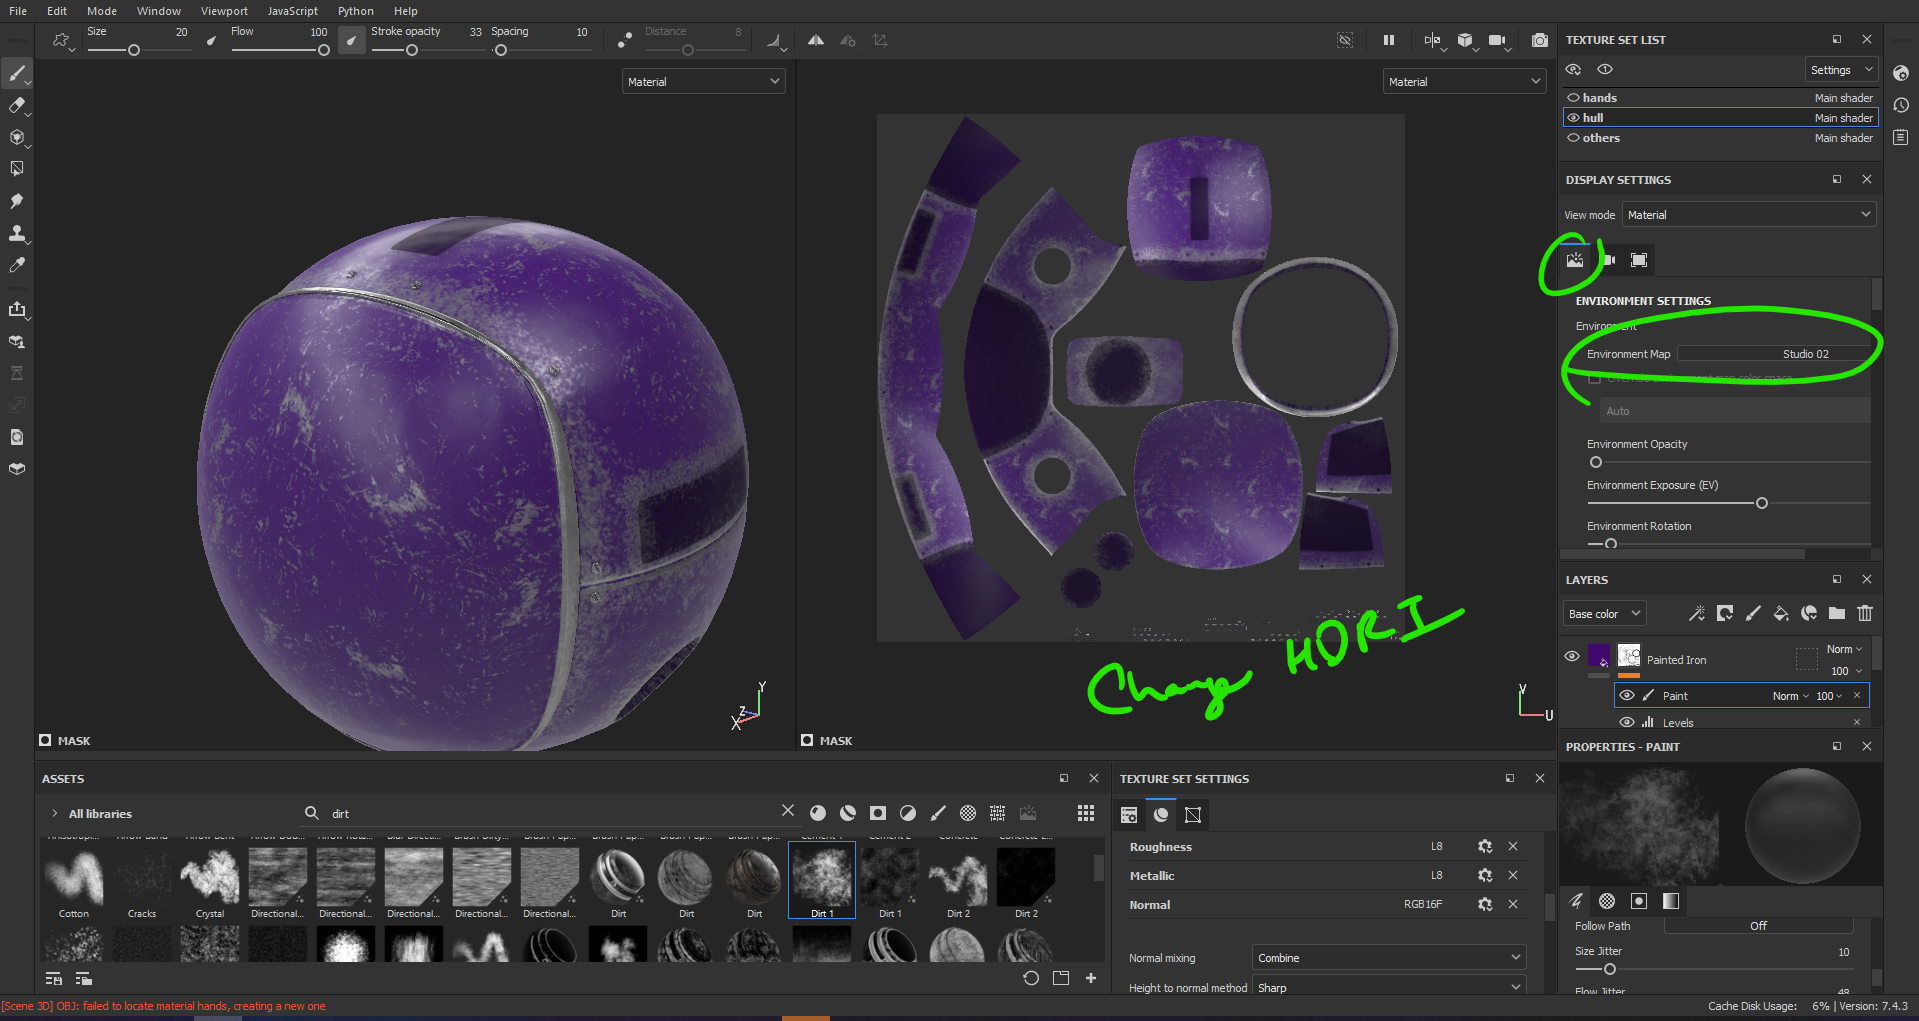 File Edit Mode Window Viewport JavaScript Python Help
Size 20 Flow 100 Stroke opacity 33 Spacing 10 Distance 8
Material
Material
TEXTURE SET LIST
Settings
hands Main shader
hull Main shader
others Main shader
DISPLAY SETTINGS
View mode Material
ENVIRONMENT SETTINGS
Environment
Environment Map Studio 02
Auto
Environment Opacity
Environment Exposure (EV)
Environment Rotation
Change HDRI
Y
Z
X
V
U
MASK
MASK
LAYERS
Base color
Painted Iron Norm
100
Paint Norm 100
Levels
PROPERTIES - PAINT
Follow Path Off
Size Jitter 10
Flow Jitter 48
ASSETS
All libraries dirt
Cotton Cracks Crystal Directional... Directional... Directional... Directional... Directional... Dirt Dirt Dirt Dirt 1 Dirt 1 Dirt 2 Dirt 2
TEXTURE SET SETTINGS
Roughness L8
Metallic L8
Normal RGB16F
Normal mixing Combine
Height to normal method Sharp
[Scene 3D] OBJ: failed to locate material hands, creating a new one
Cache Disk Usage: 6% | Version: 7.4.3